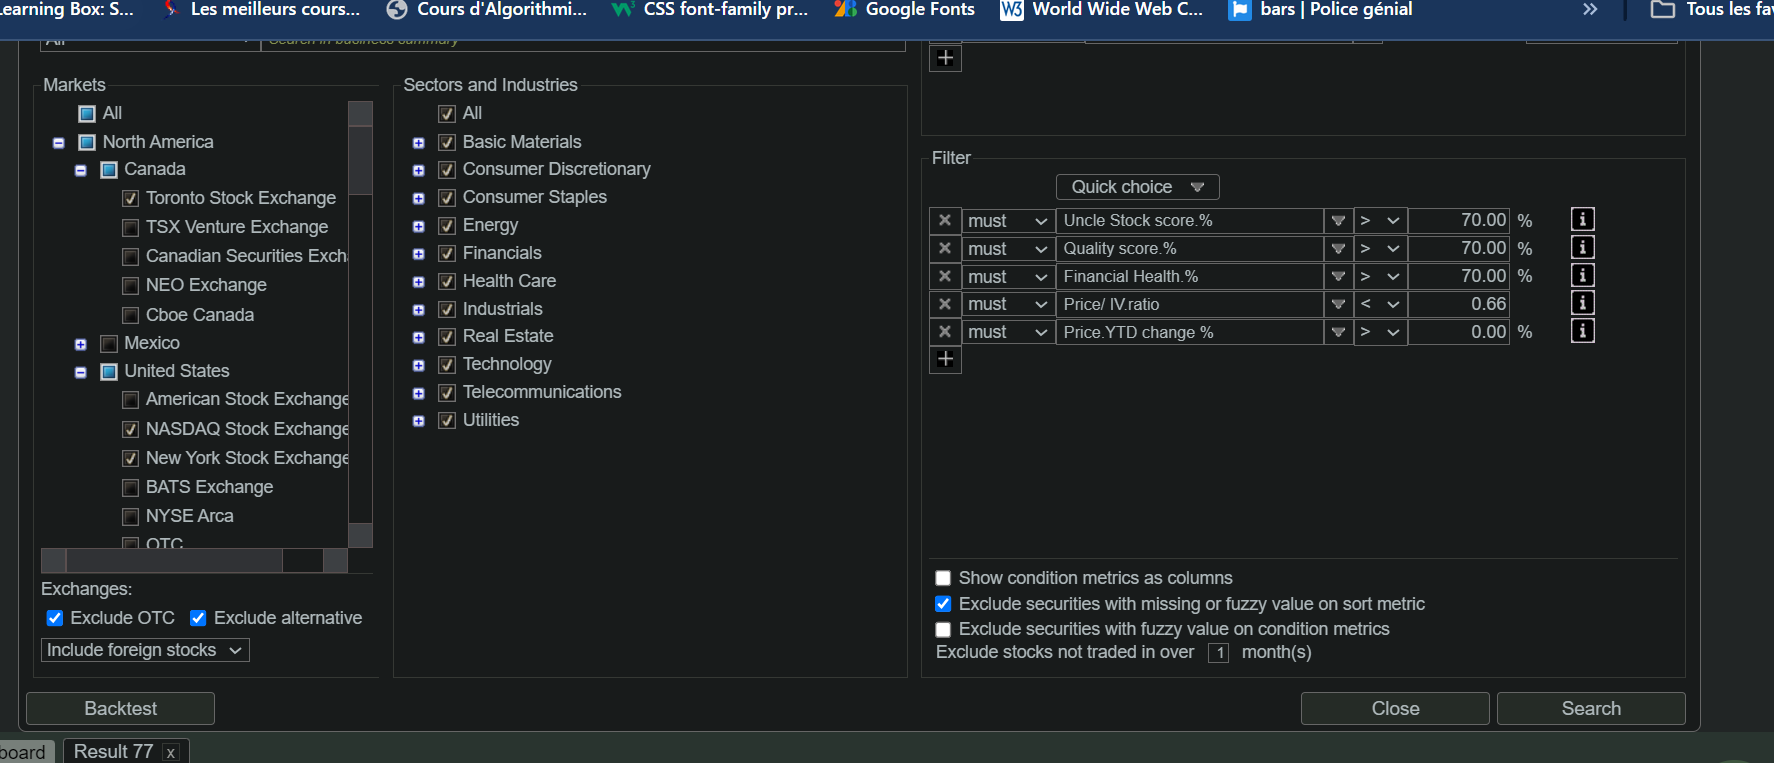 earning Box: S... Les meilleurs cours... Cours d'Algorithmi... CSS font-family pr... Google Fonts World Wide Web C... bars | Police génial » Tous les fa
All Search in business summary
Markets
All
North America
Canada
Toronto Stock Exchange
TSX Venture Exchange
Canadian Securities Exch
NEO Exchange
Cboe Canada
Mexico
United States
American Stock Exchange
NASDAQ Stock Exchange
New York Stock Exchange
BATS Exchange
NYSE Arca
OTC
Exchanges:
Exclude OTC Exclude alternative
Include foreign stocks
Sectors and Industries
All
Basic Materials
Consumer Discretionary
Consumer Staples
Energy
Financials
Health Care
Industrials
Real Estate
Technology
Telecommunications
Utilities
Filter
Quick choice
must Uncle Stock score.% > 70.00 %
must Quality score.% > 70.00 %
must Financial Health.% > 70.00 %
must Price/ IV.ratio < 0.66
must Price.YTD change % > 0.00 %
Show condition metrics as columns
Exclude securities with missing or fuzzy value on sort metric
Exclude securities with fuzzy value on condition metrics
Exclude stocks not traded in over 1 month(s)
Backtest Close Search
board Result 77 x